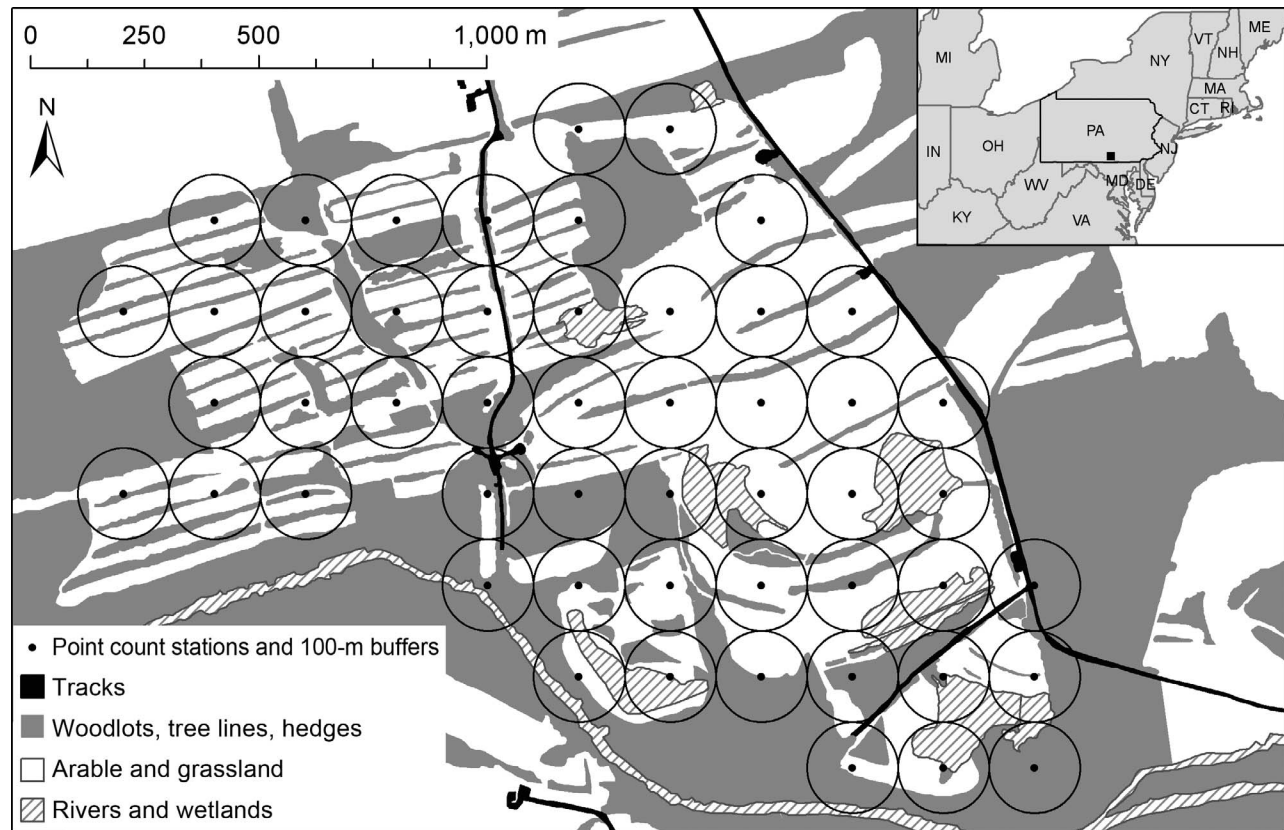 0 250 500 1,000 m
N
MI
NY
VT
ME
NH
MA
CT
RI
PA
NJ
OH
IN
WV
MD
DE
KY
VA
Point count stations and 100-m buffers
Tracks
Woodlots, tree lines, hedges
Arable and grassland
Rivers and wetlands